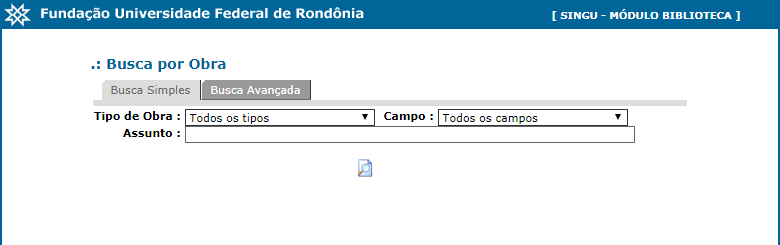 Fundação Universidade Federal de Rondônia [ SINGU - MÓDULO BIBLIOTECA ]
.: Busca por Obra
Busca Simples Busca Avançada
Tipo de Obra : Todos os tipos Campo : Todos os campos
Assunto :